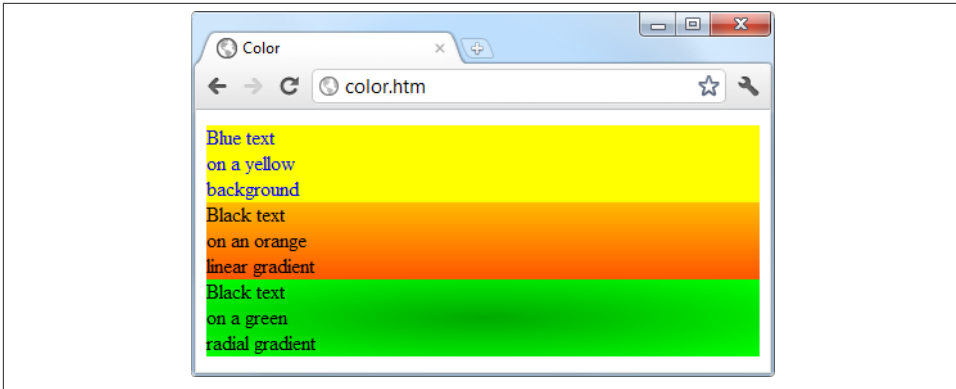 Color
color.htm
Blue text
on a yellow
background
Black text
on an orange
linear gradient
Black text
on a green
radial gradient